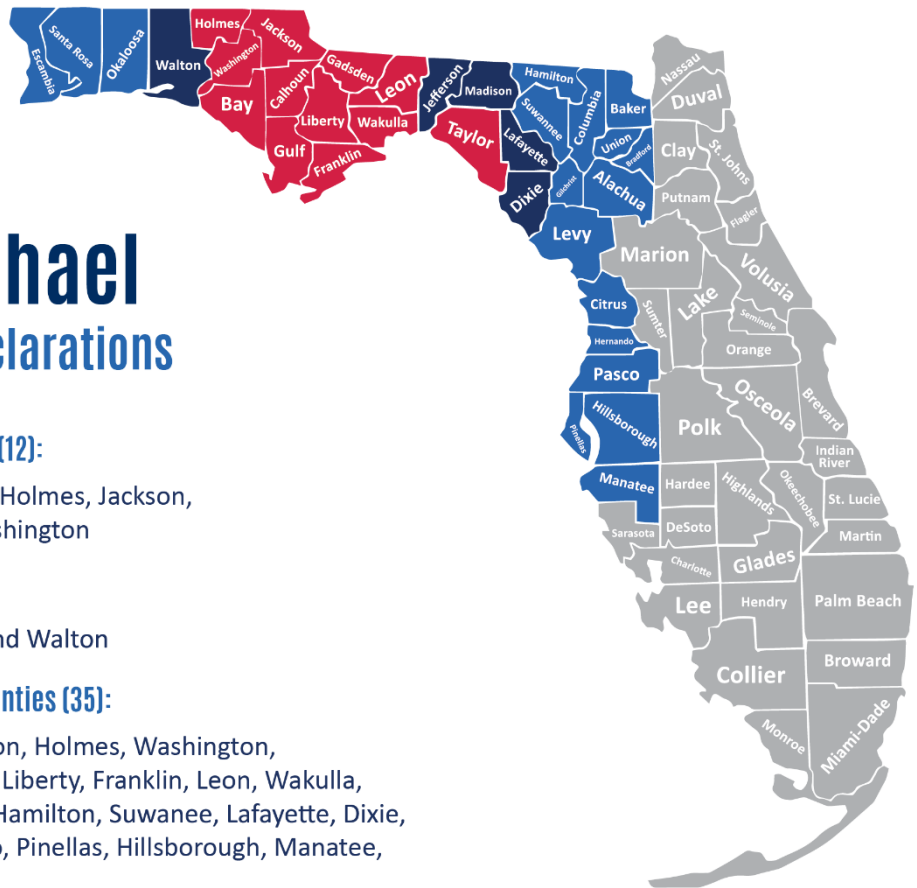 hael
clarations
(12):
Holmes, Jackson,
shington
nd Walton
nties (35):
on, Holmes, Washington,
Liberty, Franklin, Leon, Wakulla,
Hamilton, Suwanee, Lafayette, Dixie,
o, Pinellas, Hillsborough, Manatee,
Escambia
Santa Rosa
Okaloosa
Walton
Holmes
Washington
Jackson
Bay
Calhoun
Gulf
Liberty
Franklin
Gadsden
Leon
Wakulla
Jefferson
Madison
Taylor
Lafayette
Dixie
Hamilton
Suwannee
Columbia
Baker
Union
Bradford
Gilchrist
Alachua
Levy
Nassau
Duval
Clay
St. Johns
Putnam
Flagler
Marion
Volusia
Citrus
Sumter
Lake
Seminole
Hernando
Orange
Pasco
Pinellas
Hillsborough
Polk
Osceola
Brevard
Indian
River
Manatee
Hardee
Highlands
Okeechobee
St. Lucie
Sarasota
DeSoto
Martin
Charlotte
Glades
Lee
Hendry
Palm Beach
Collier
Broward
Monroe
Miami-Dade